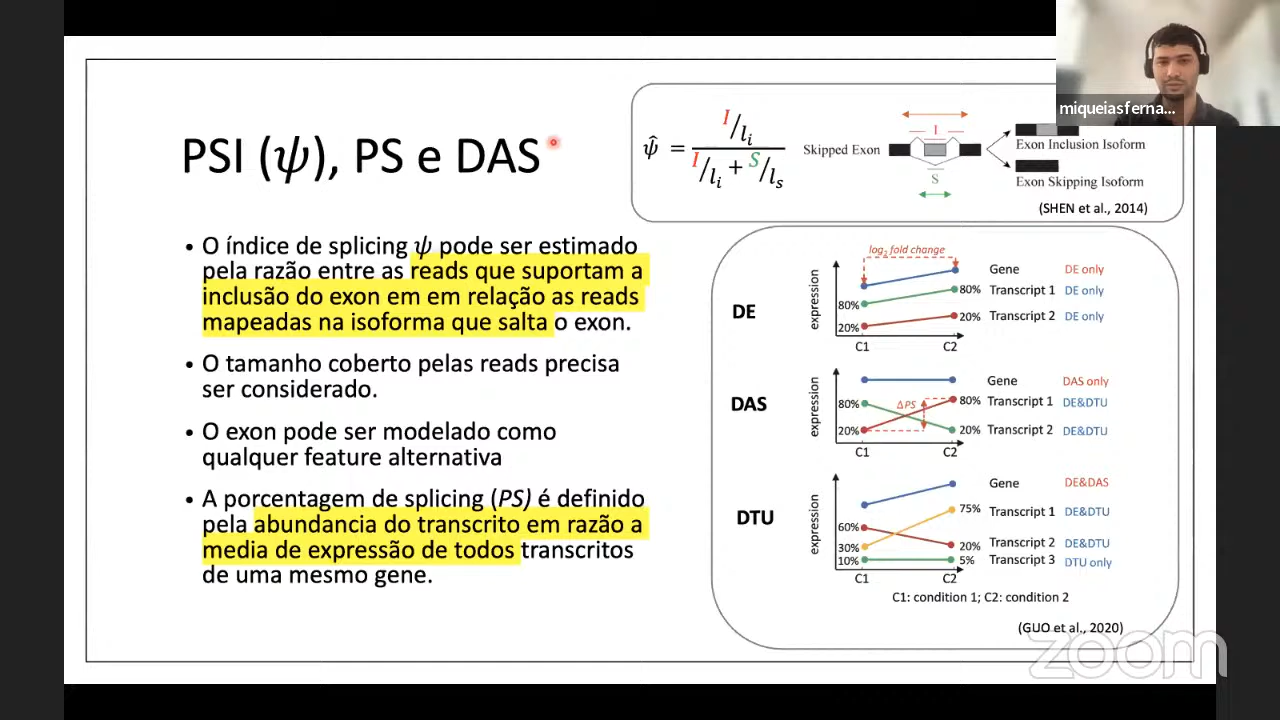 miqueiasferna...
PSI (ψ), PS e DAS
• O índice de splicing ψ pode ser estimado
pela razão entre as reads que suportam a
inclusão do exon em em relação as reads
mapeadas na isoforma que salta o exon.
• O tamanho coberto pelas reads precisa
ser considerado.
• O exon pode ser modelado como
qualquer feature alternativa
• A porcentagem de splicing (PS) é definido
pela abundancia do transcrito em razão a
media de expressão de todos transcritos
de uma mesmo gene.
ψ̂ = I/lᵢ
I/lᵢ + S/lₛ
Skipped Exon
I
S
Exon Inclusion Isoform
Exon Skipping Isoform
(SHEN et al., 2014)
DE
expression
log₂ fold change
80%
20%
80%
20%
C1
C2
Gene DE only
Transcript 1 DE only
Transcript 2 DE only
DAS
expression
80%
20%
ΔPS
80%
20%
C1
C2
Gene DAS only
Transcript 1 DE&DTU
Transcript 2 DE&DTU
DTU
expression
60%
30%
10%
75%
20%
5%
C1
C2
Gene DE&DAS
Transcript 1 DE&DTU
Transcript 2 DE&DTU
Transcript 3 DTU only
C1: condition 1; C2: condition 2
(GUO et al., 2020)
zoom